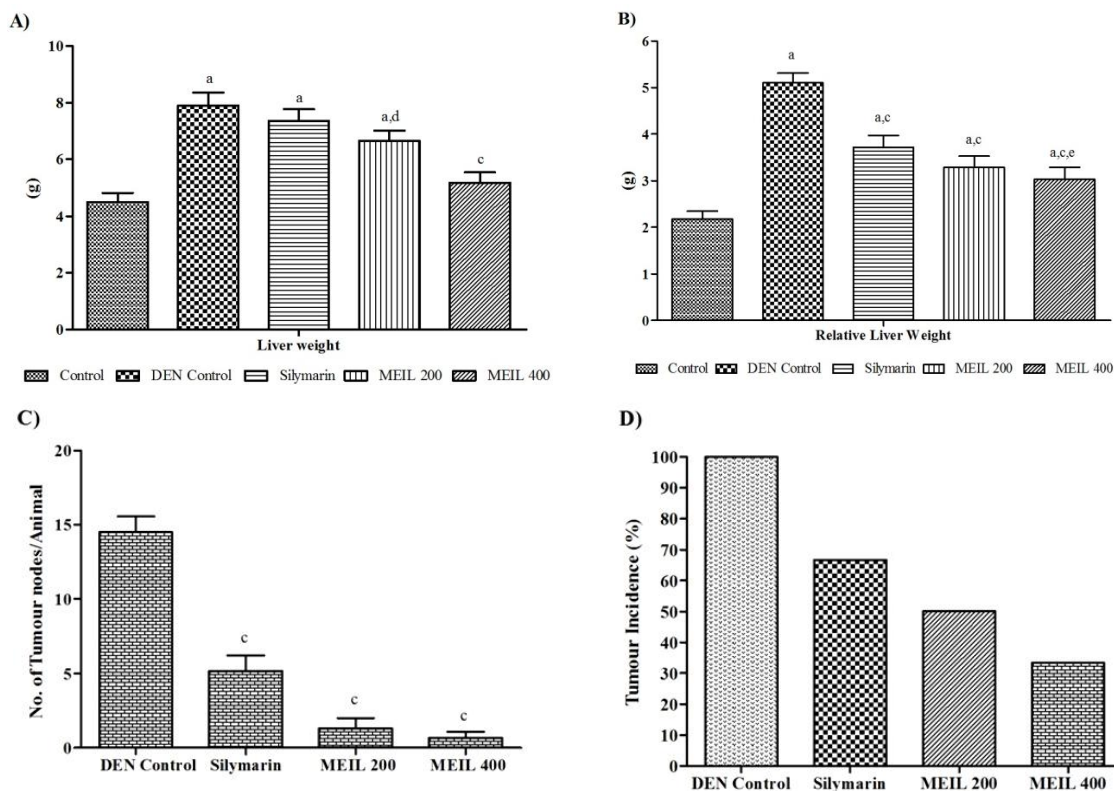 A)
10
8
6
4
2
0
(g)
a
a
a,d
c
Liver weight
Control DEN Control Silymarin MEIL 200 MEIL 400
B)
6
5
4
3
2
1
0
(g)
a
a,c
a,c
a,c,e
Relative Liver Weight
Control DEN Control Silymarin MEIL 200 MEIL 400
C)
20
15
10
5
0
No. of Tumour nodes/Animal
c
c
c
DEN Control Silymarin MEIL 200 MEIL 400
D)
100
90
80
70
60
50
40
30
20
10
0
Tumour Incidence (%)
DEN Control Silymarin MEIL 200 MEIL 400